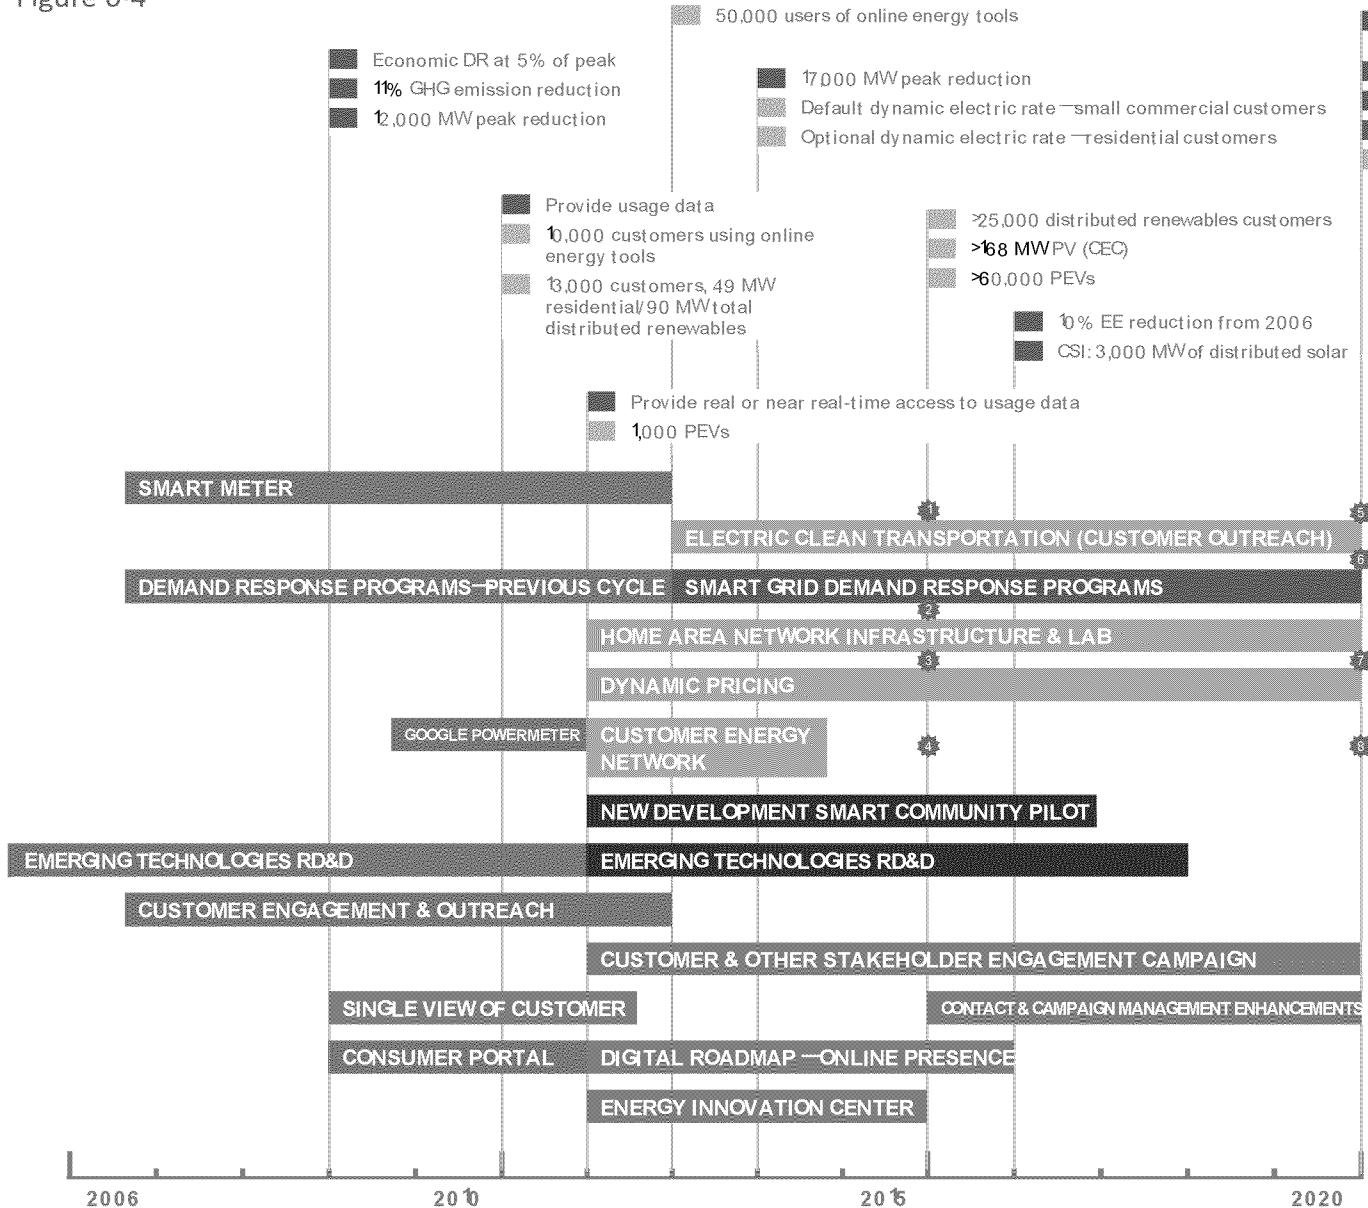 Figure 6-4
50,000 users of online energy tools
Economic DR at 5% of peak
11% GHG emission reduction
12,000 MW peak reduction
17,000 MW peak reduction
Default dynamic electric rate—small commercial customers
Optional dynamic electric rate—residential customers
Provide usage data
10,000 customers using online
energy tools
13,000 customers, 49 MW
residential/90 MW total
distributed renewables
>25,000 distributed renewables customers
>168 MW PV (CEC)
>60,000 PEVs
10% EE reduction from 2006
CSI: 3,000 MW of distributed solar
Provide real or near real-time access to usage data
1,000 PEVs
SMART METER
1
5
ELECTRIC CLEAN TRANSPORTATION (CUSTOMER OUTREACH)
6
DEMAND RESPONSE PROGRAMS—PREVIOUS CYCLE
SMART GRID DEMAND RESPONSE PROGRAMS
2
HOME AREA NETWORK INFRASTRUCTURE & LAB
3
7
DYNAMIC PRICING
GOOGLE POWERMETER
CUSTOMER ENERGY
NETWORK
4
8
NEW DEVELOPMENT SMART COMMUNITY PILOT
EMERGING TECHNOLOGIES RD&D
EMERGING TECHNOLOGIES RD&D
CUSTOMER ENGAGEMENT & OUTREACH
CUSTOMER & OTHER STAKEHOLDER ENGAGEMENT CAMPAIGN
SINGLE VIEW OF CUSTOMER
CONTACT & CAMPAIGN MANAGEMENT ENHANCEMENTS
CONSUMER PORTAL
DIGITAL ROADMAP—ONLINE PRESENCE
ENERGY INNOVATION CENTER
2006
2010
2015
2020